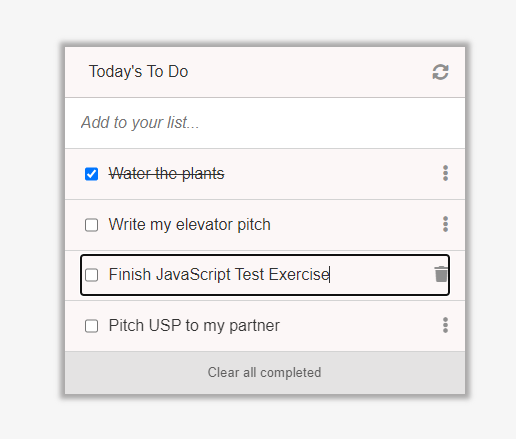 Today's To Do
Add to your list...
Water the plants
Write my elevator pitch
Finish JavaScript Test Exercise
Pitch USP to my partner
Clear all completed